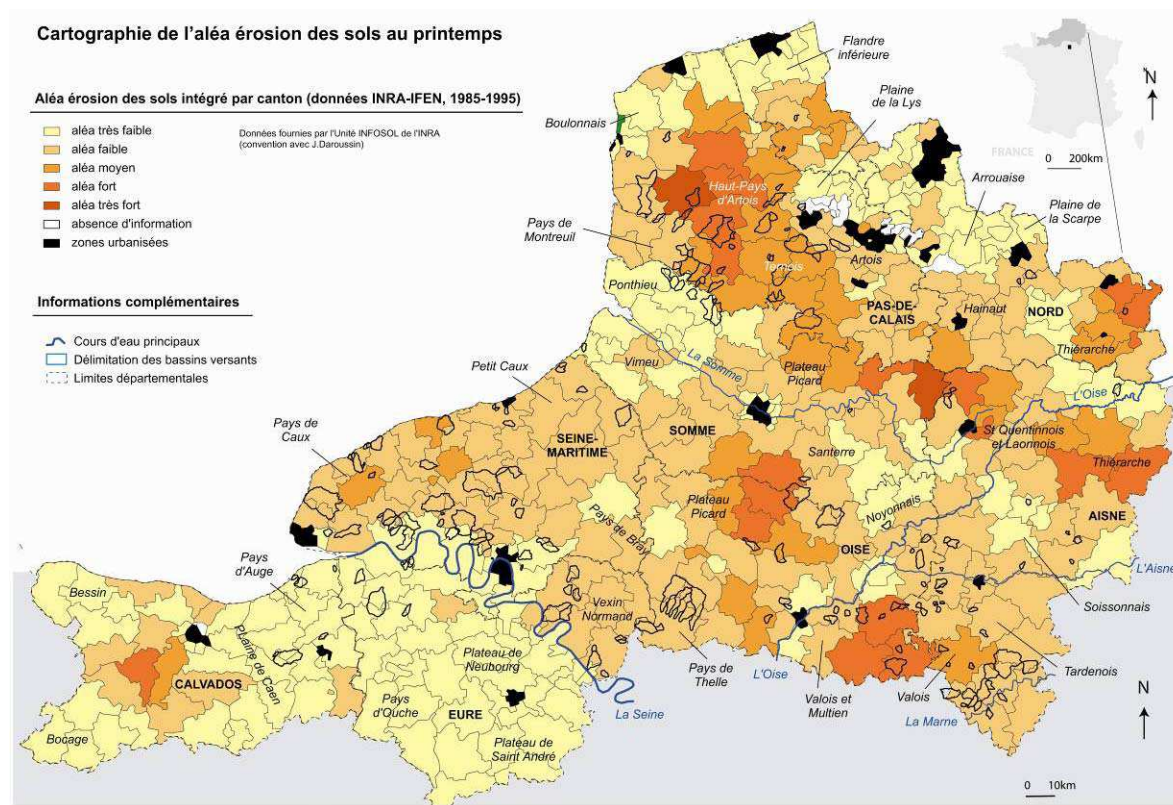 Cartographie de l'aléa érosion des sols au printemps
Aléa érosion des sols intégré par canton (données INRA-IFEN, 1985-1995)
aléa très faible
aléa faible
aléa moyen
aléa fort
aléa très fort
absence d'information
zones urbanisées
Données fournies par l'Unité INFOSOL de l'INRA
(convention avec J.Daroussin)
Informations complémentaires
Cours d'eau principaux
Délimitation des bassins versants
Limites départementales
Flandre
inférieure
Plaine
de la Lys
Boulonnais
N
FRANCE
0 200km
Arrouaise
Plaine de
la Scarpe
Haut-Pays
d'Artois
Pays de
Montreuil
Ternois
Artois
Ponthieu
PAS-DE-
CALAIS
Hainaut
NORD
Thiérarche
La Somme
Vimeu
Plateau
Picard
Petit Caux
L'Oise
Pays de
Caux
SEINE-
MARITIME
SOMME
St Quentinnois
et Laonnois
Santerre
Thiérarche
Plateau
Picard
Noyonnais
AISNE
Pays de Bray
OISE
Pays
d'Auge
L'Aisne
Bessin
Vexin
Normand
Soissonnais
Plaine de Caen
Plateau de
Neubourg
Pays de
Thelle
L'Oise
Valois et
Multien
Valois
Tardenois
CALVADOS
Pays
d'Ouche
EURE
La Seine
La Marne
N
Bocage
Plateau de
Saint André
0 10km